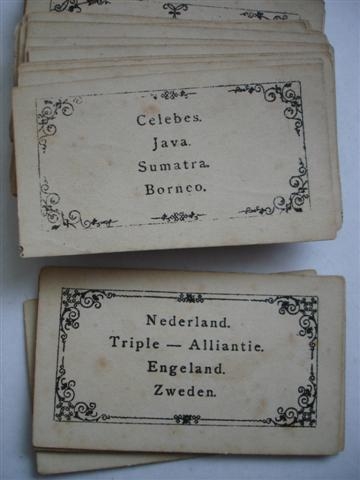 Celebes.
Java.
Sumatra.
Borneo.
Nederland.
Triple — Alliantie.
Engeland.
Zweden.